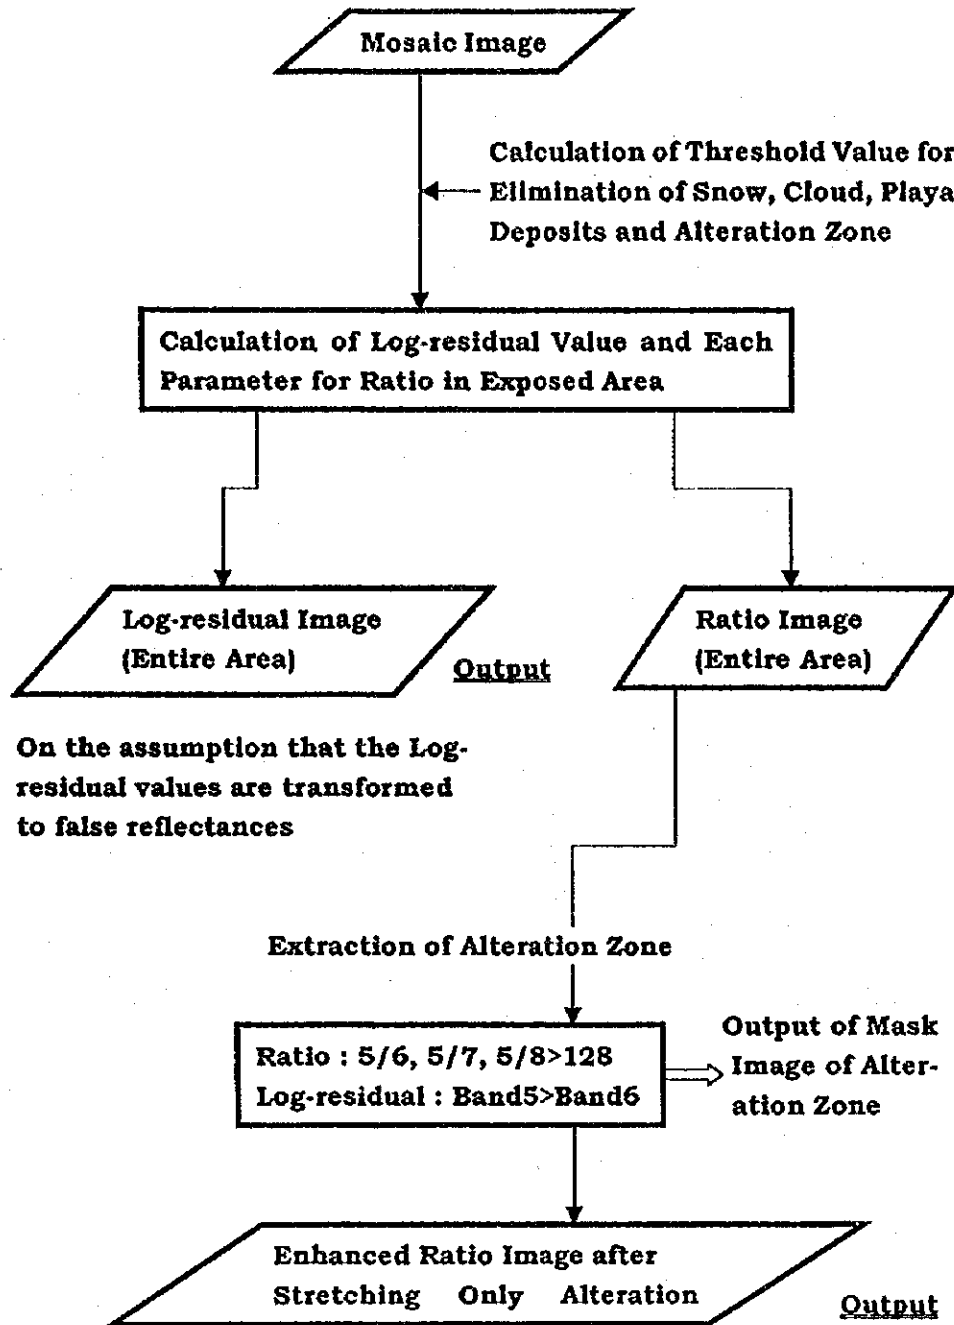 Mosaic Image
Calculation of Threshold Value for
Elimination of Snow, Cloud, Playa
Deposits and Alteration Zone
Calculation of Log-residual Value and Each
Parameter for Ratio in Exposed Area
Log-residual Image
(Entire Area)
Output
Ratio Image
(Entire Area)
On the assumption that the Log-
residual values are transformed
to false reflectances
Extraction of Alteration Zone
Ratio : 5/6, 5/7, 5/8>128
Log-residual : Band5>Band6
Output of Mask
Image of Alter-
ation Zone
Enhanced Ratio Image after
Stretching Only Alteration
Output